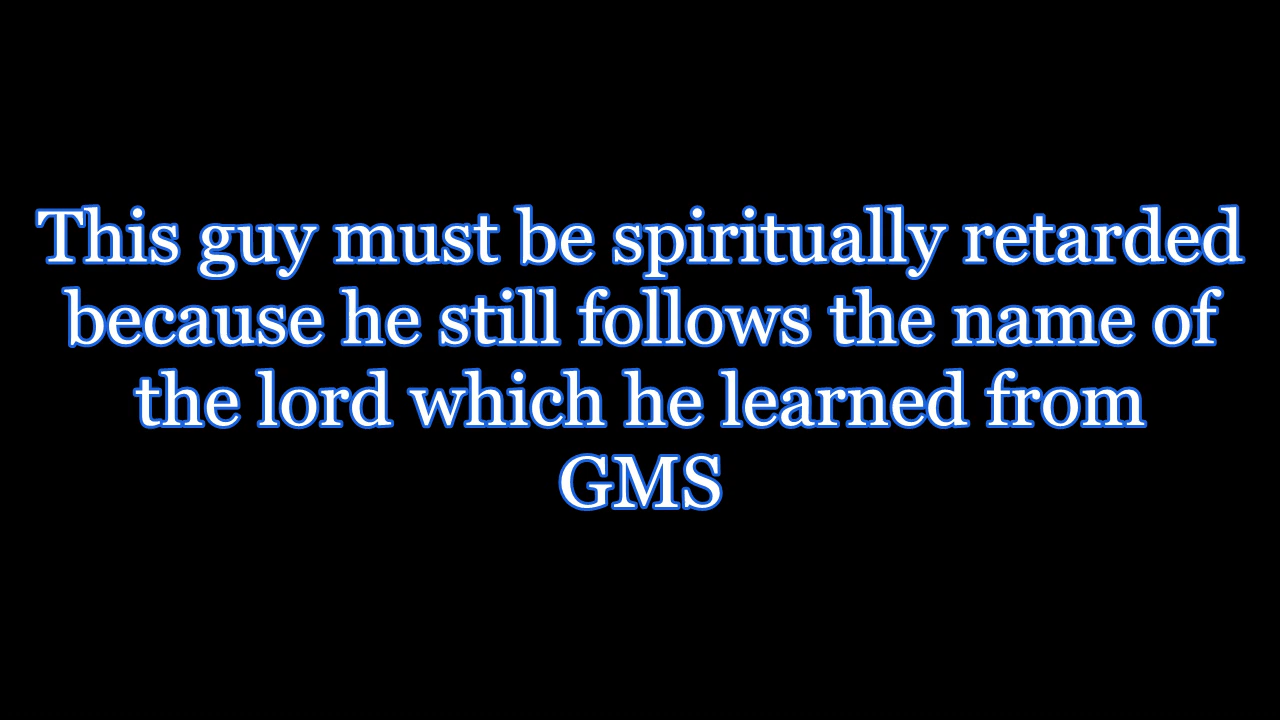 This guy must be spiritually retarded
because he still follows the name of
the lord which he learned from
GMS